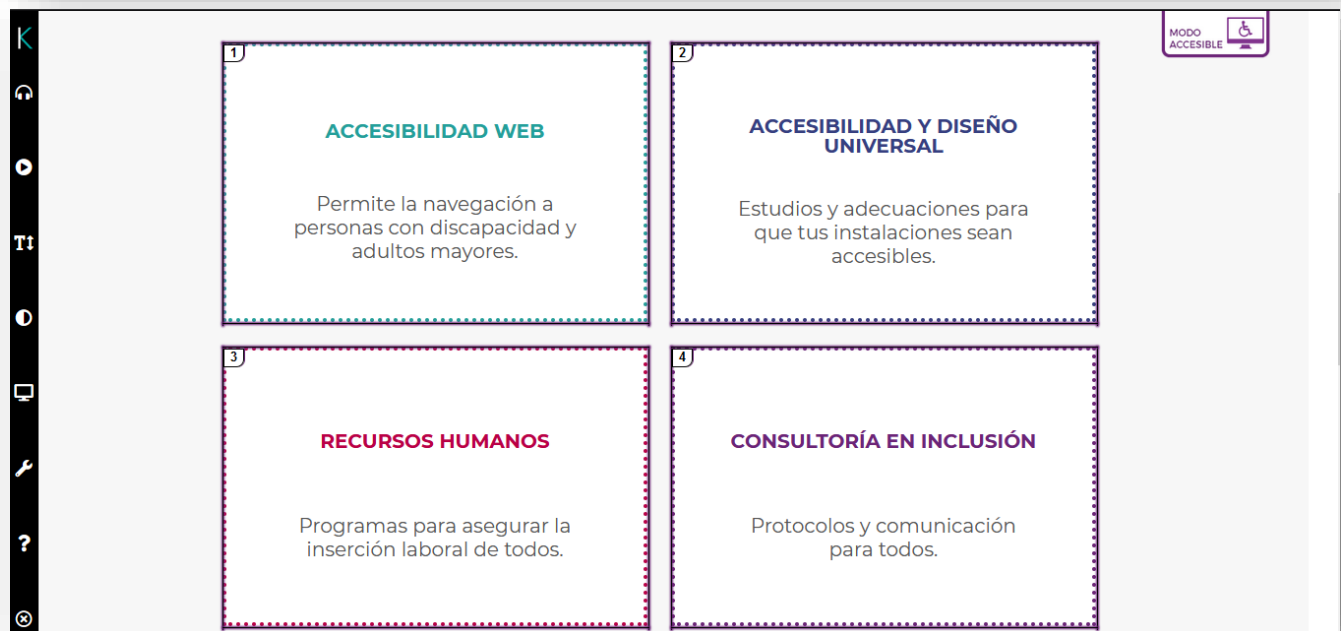 MODO
ACCESIBLE
1
ACCESIBILIDAD WEB
Permite la navegación a
personas con discapacidad y
adultos mayores.
2
ACCESIBILIDAD Y DISEÑO
UNIVERSAL
Estudios y adecuaciones para
que tus instalaciones sean
accesibles.
3
RECURSOS HUMANOS
Programas para asegurar la
inserción laboral de todos.
4
CONSULTORÍA EN INCLUSIÓN
Protocolos y comunicación
para todos.